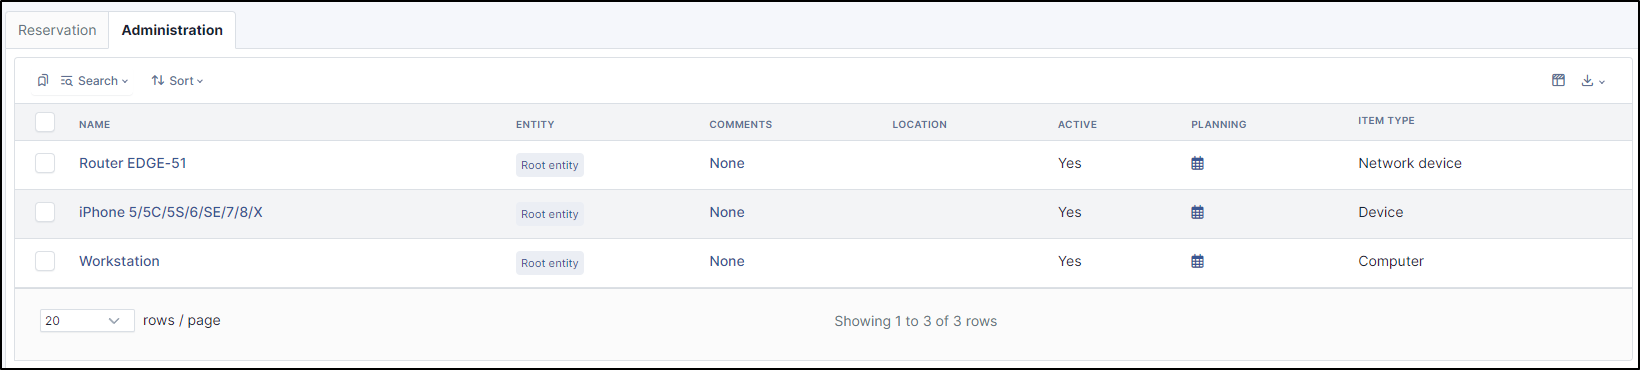 Reservation Administration
Search Sort
NAME ENTITY COMMENTS LOCATION ACTIVE PLANNING ITEM TYPE
Router EDGE-51 Root entity None Yes Network device
iPhone 5/5C/5S/6/SE/7/8/X Root entity None Yes Device
Workstation Root entity None Yes Computer
20 rows / page Showing 1 to 3 of 3 rows